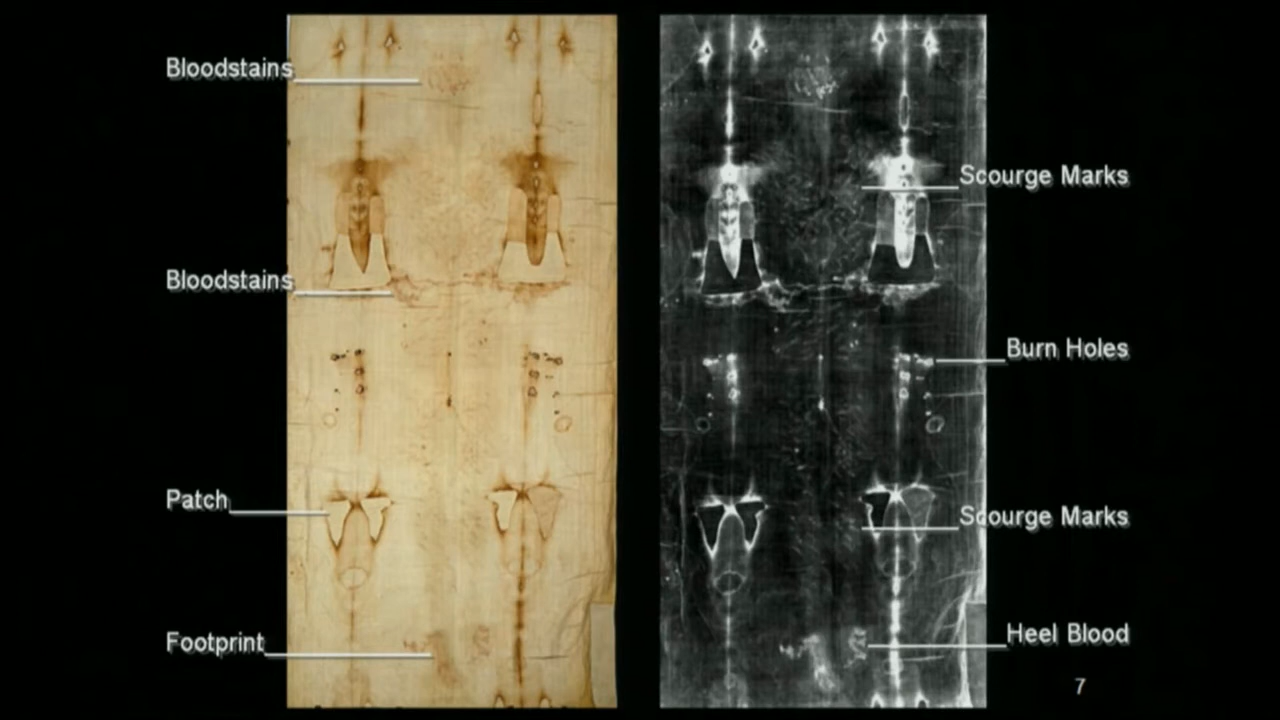 Bloodstains
Scourge Marks
Bloodstains
Burn Holes
Patch
Scourge Marks
Footprint
Heel Blood
7